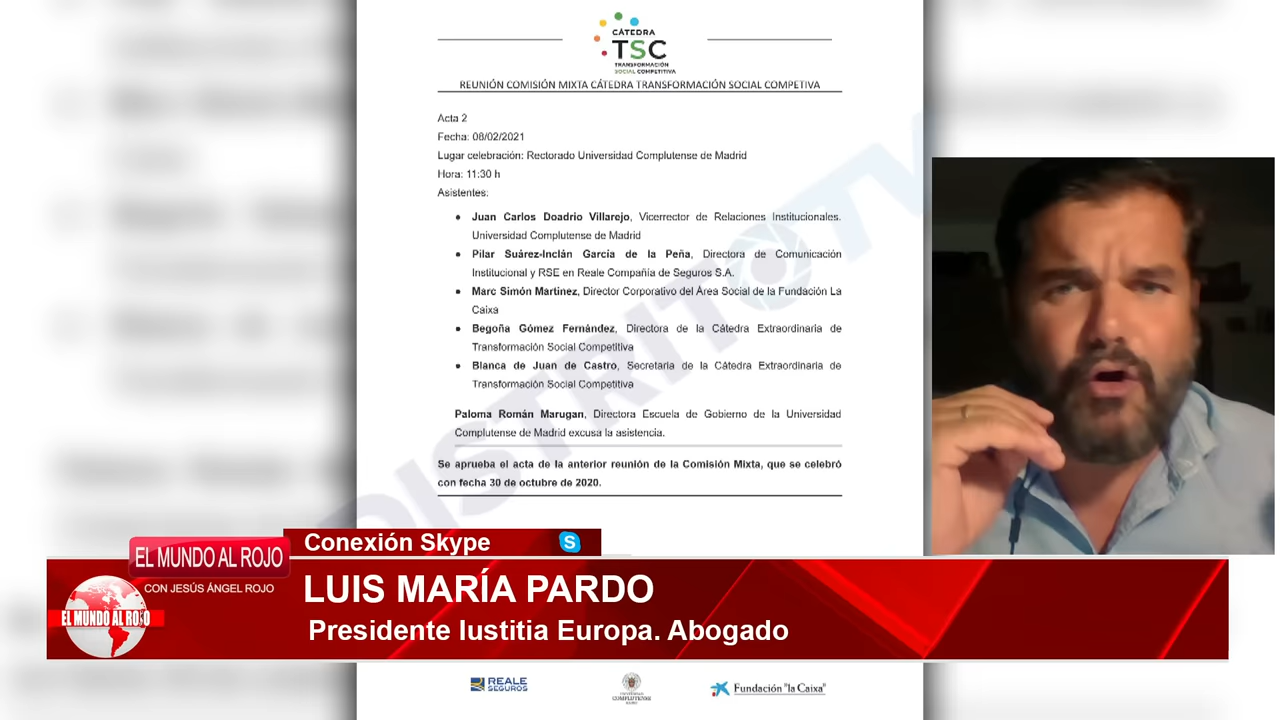 CÁTEDRA
TSC
TRANSFORMACIÓN
SOCIAL COMPETITIVA
REUNIÓN COMISIÓN MIXTA CÁTEDRA TRANSFORMACIÓN SOCIAL COMPETIVA
Acta 2
Fecha: 08/02/2021
Lugar celebración: Rectorado Universidad Complutense de Madrid
Hora: 11:30 h
Asistentes:
• Juan Carlos Doadrio Villarejo, Vicerrector de Relaciones Institucionales.
Universidad Complutense de Madrid
• Pilar Suárez-Inclán García de la Peña, Directora de Comunicación
Institucional y RSE en Reale Compañía de Seguros S.A.
• Marc Simón Martínez, Director Corporativo del Área Social de la Fundación La
Caixa
• Begoña Gómez Fernández, Directora de la Cátedra Extraordinaria de
Transformación Social Competitiva
• Blanca de Juan de Castro, Secretaria de la Cátedra Extraordinaria de
Transformación Social Competitiva
Paloma Román Marugan, Directora Escuela de Gobierno de la Universidad
Complutense de Madrid excusa la asistencia.
Se aprueba el acta de la anterior reunión de la Comisión Mixta, que se celebró
con fecha 30 de octubre de 2020.
DISTRITO TV
Conexión Skype
S
EL MUNDO AL ROJO
CON JESÚS ÁNGEL ROJO
EL MUNDO AL ROJO
LUIS MARÍA PARDO
Presidente Iustitia Europa. Abogado
REALE
SEGUROS
UNIVERSIDAD
COMPLUTENSE
MADRID
Fundación "la Caixa"